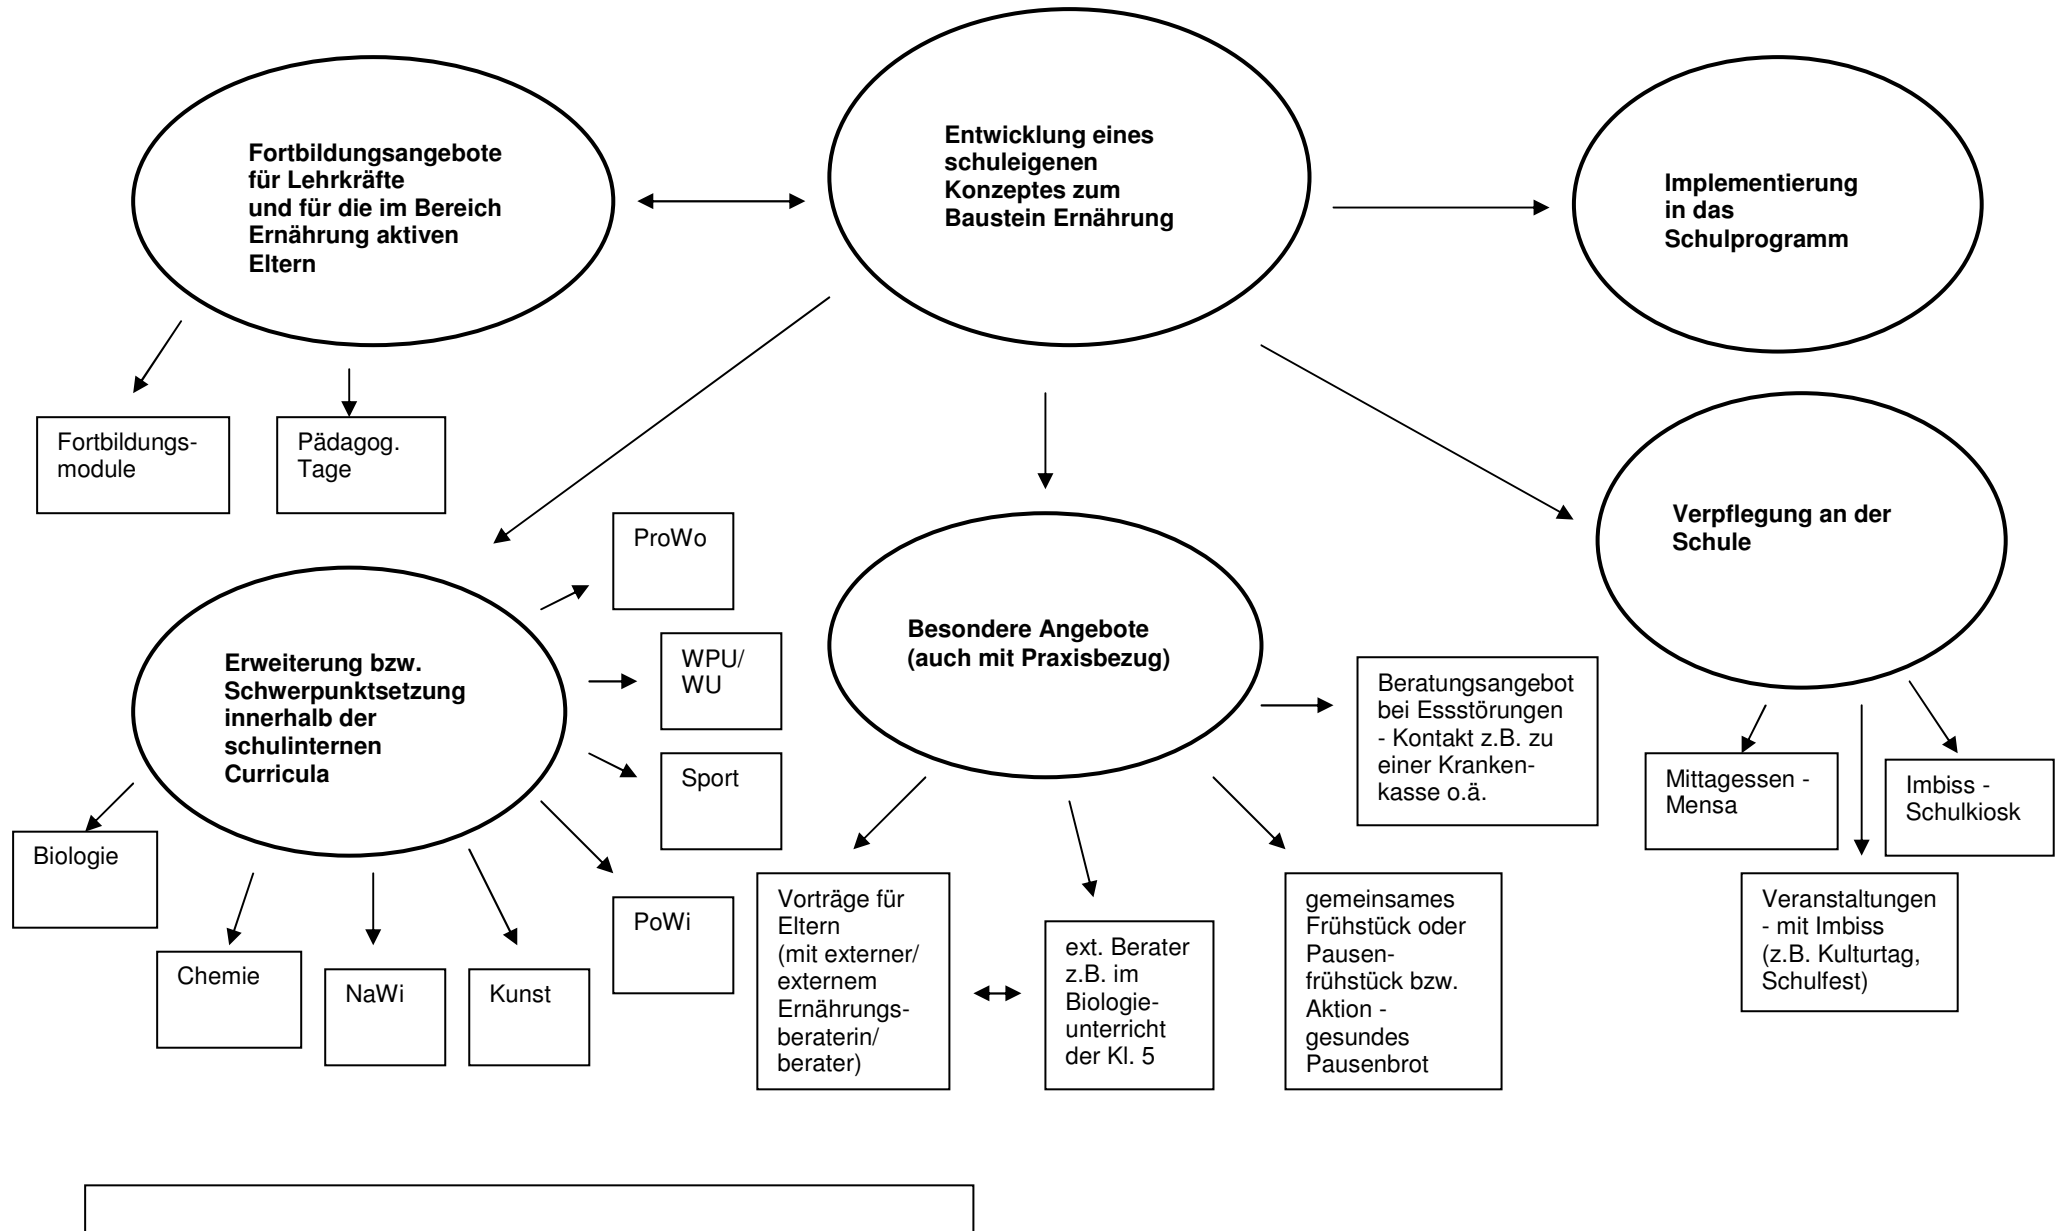 Fortbildungsangebote
für Lehrkräfte
und für die im Bereich
Ernährung aktiven
Eltern
Entwicklung eines
schuleigenen
Konzeptes zum
Baustein Ernährung
Implementierung
in das
Schulprogramm
Fortbildungs-
module
Pädagog.
Tage
Verpflegung an der
Schule
ProWo
WPU/
WU
Sport
PoWi
Erweiterung bzw.
Schwerpunktsetzung
innerhalb der
schulinternen
Curricula
Besondere Angebote
(auch mit Praxisbezug)
Beratungsangebot
bei Essstörungen
- Kontakt z.B. zu
einer Kranken-
kasse o.ä.
Mittagessen -
Mensa
Imbiss -
Schulkiosk
Biologie
Chemie
NaWi
Kunst
Vorträge für
Eltern
(mit externer/
externem
Ernährungs-
beraterin/
berater)
ext. Berater
z.B. im
Biologie-
unterricht
der Kl. 5
gemeinsames
Frühstück oder
Pausen-
frühstück bzw.
Aktion -
gesundes
Pausenbrot
Veranstaltungen
- mit Imbiss
(z.B. Kulturtag,
Schulfest)